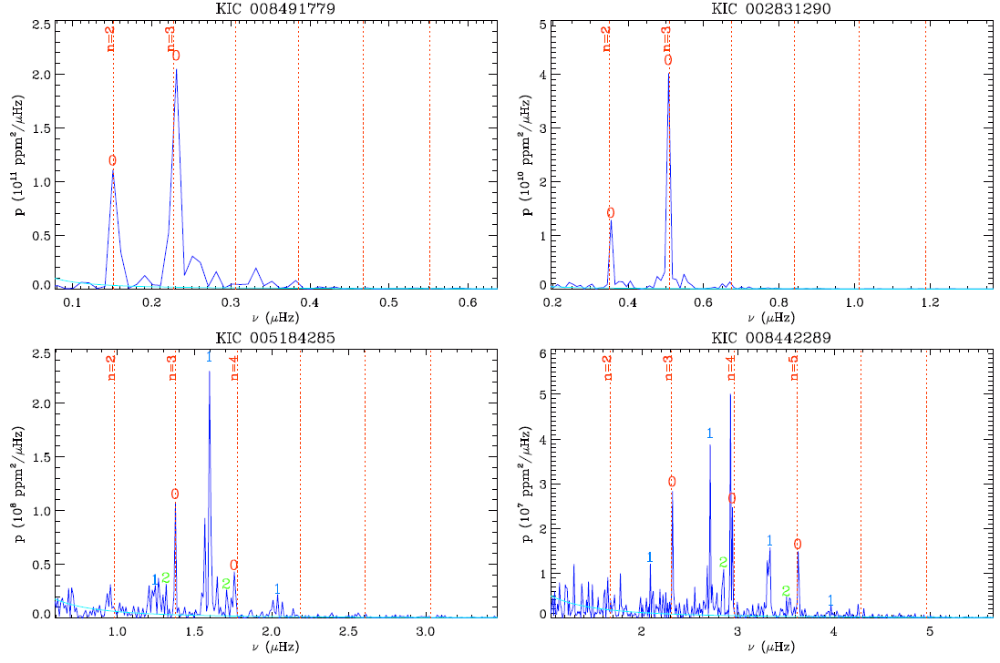 KIC 008491779
p (10¹¹ ppm²/μHz)
2.5
2.0
1.5
1.0
0.5
0.0
n=2
n=3
0
0
0.1 0.2 0.3 0.4 0.5 0.6
ν (μHz)
KIC 002831290
p (10¹⁰ ppm²/μHz)
5
4
3
2
1
0
n=2
n=3
0
0
0.2 0.4 0.6 0.8 1.0 1.2
ν (μHz)
KIC 005184285
p (10⁸ ppm²/μHz)
2.5
2.0
1.5
1.0
0.5
0.0
n=2
n=3
n=4
1
0
1 2 2 0 1
1.0 1.5 2.0 2.5 3.0
ν (μHz)
KIC 008442289
p (10⁷ ppm²/μHz)
6
5
4
3
2
1
0
n=2
n=3
n=4
n=5
1
0 0
1 2 1 0
2 1
2 3 4 5
ν (μHz)